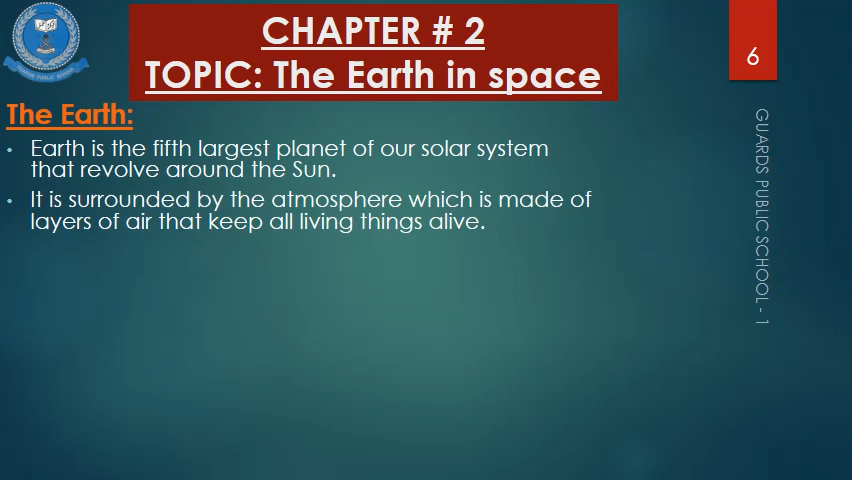 CHAPTER # 2
TOPIC: The Earth in space
6
The Earth:
• Earth is the fifth largest planet of our solar system
that revolve around the Sun.
• It is surrounded by the atmosphere which is made of
layers of air that keep all living things alive.
GUARDS PUBLIC SCHOOL - 1